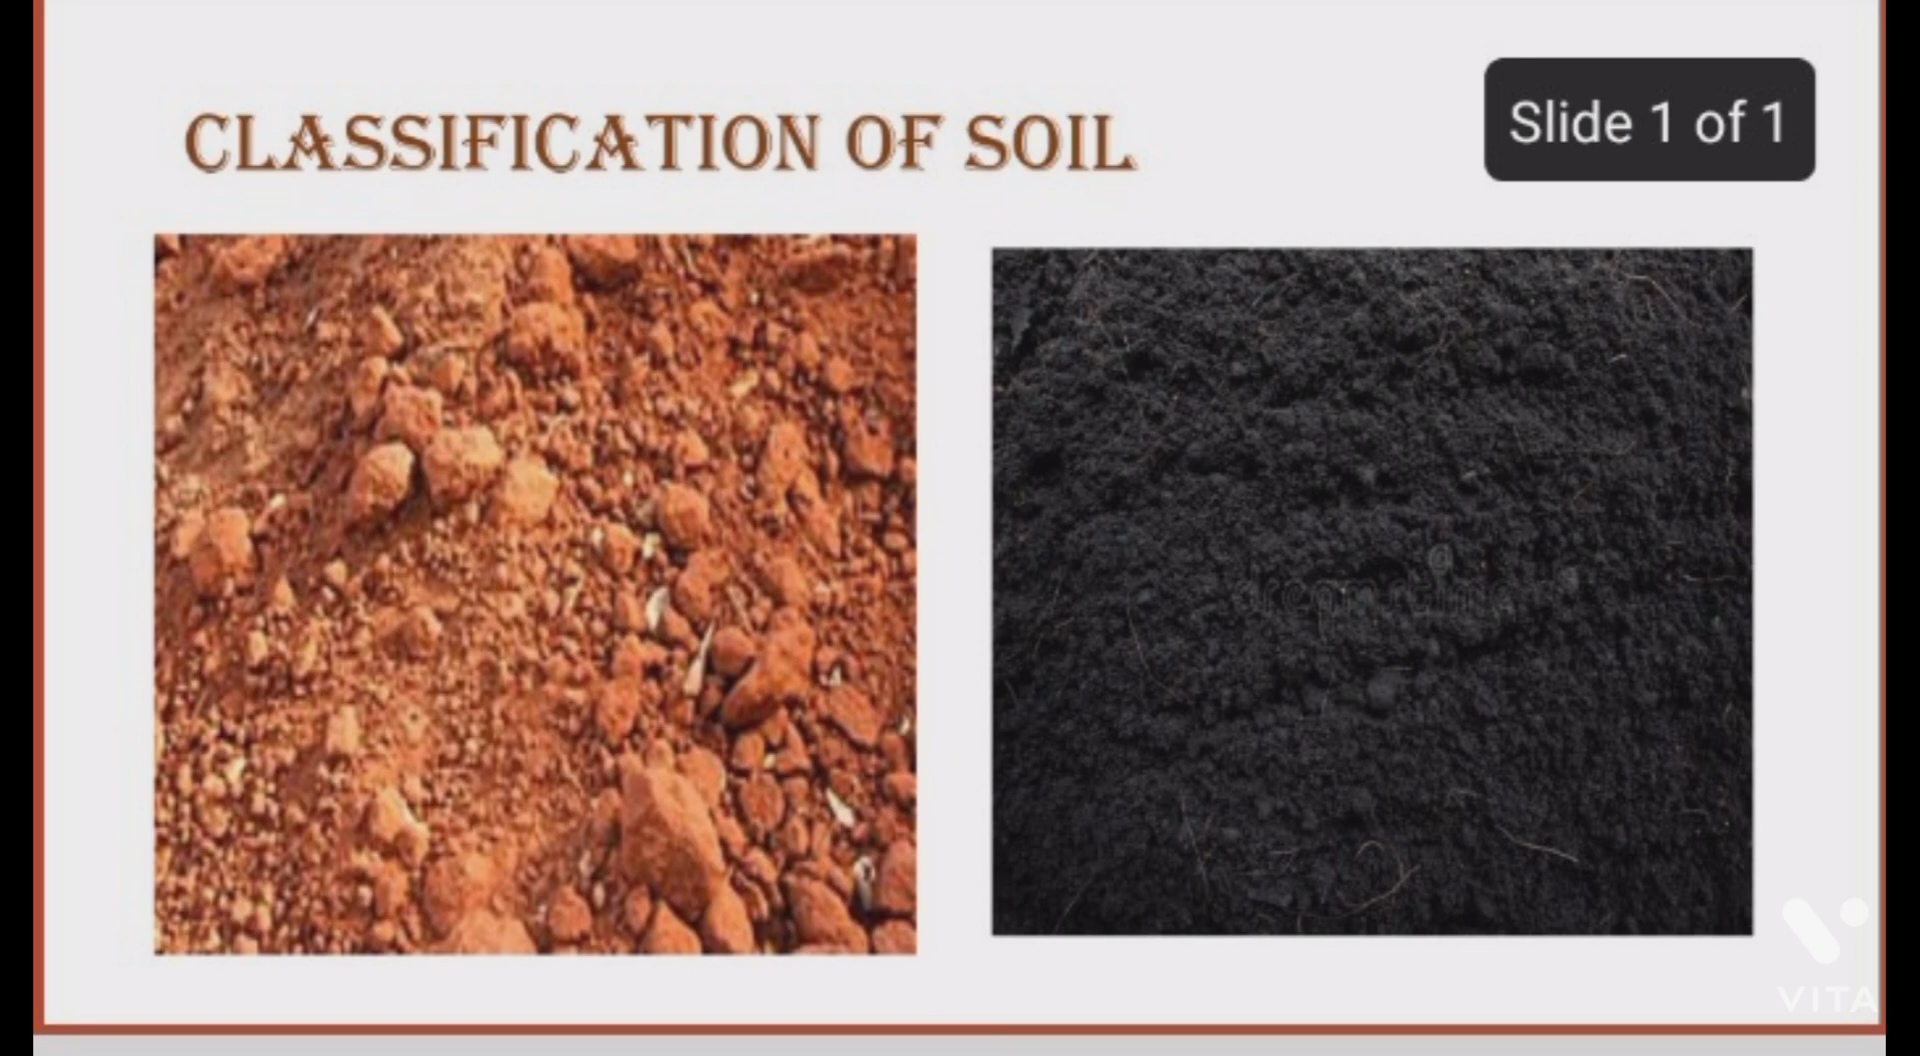 CLASSIFICATION OF SOIL
Slide 1 of 1
VITA